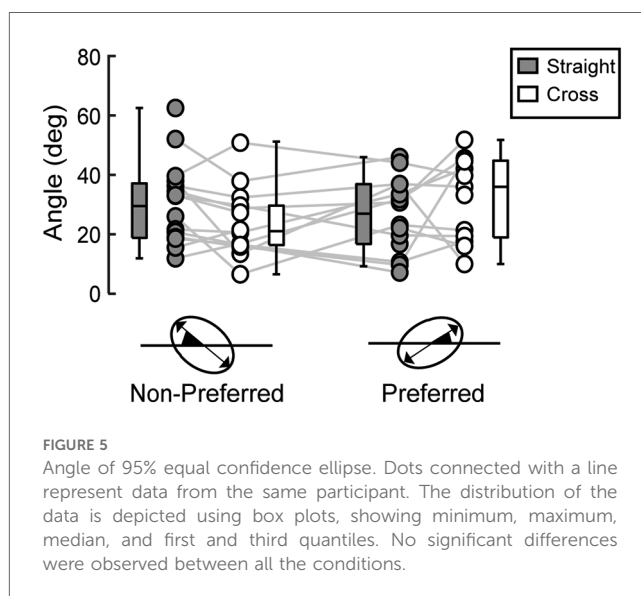 80
60
40
20
0
Angle (deg)
Straight
Cross
Non-Preferred
Preferred
FIGURE 5
Angle of 95% equal confidence ellipse. Dots connected with a line
represent data from the same participant. The distribution of the
data is depicted using box plots, showing minimum, maximum,
median, and first and third quantiles. No significant differences
were observed between all the conditions.